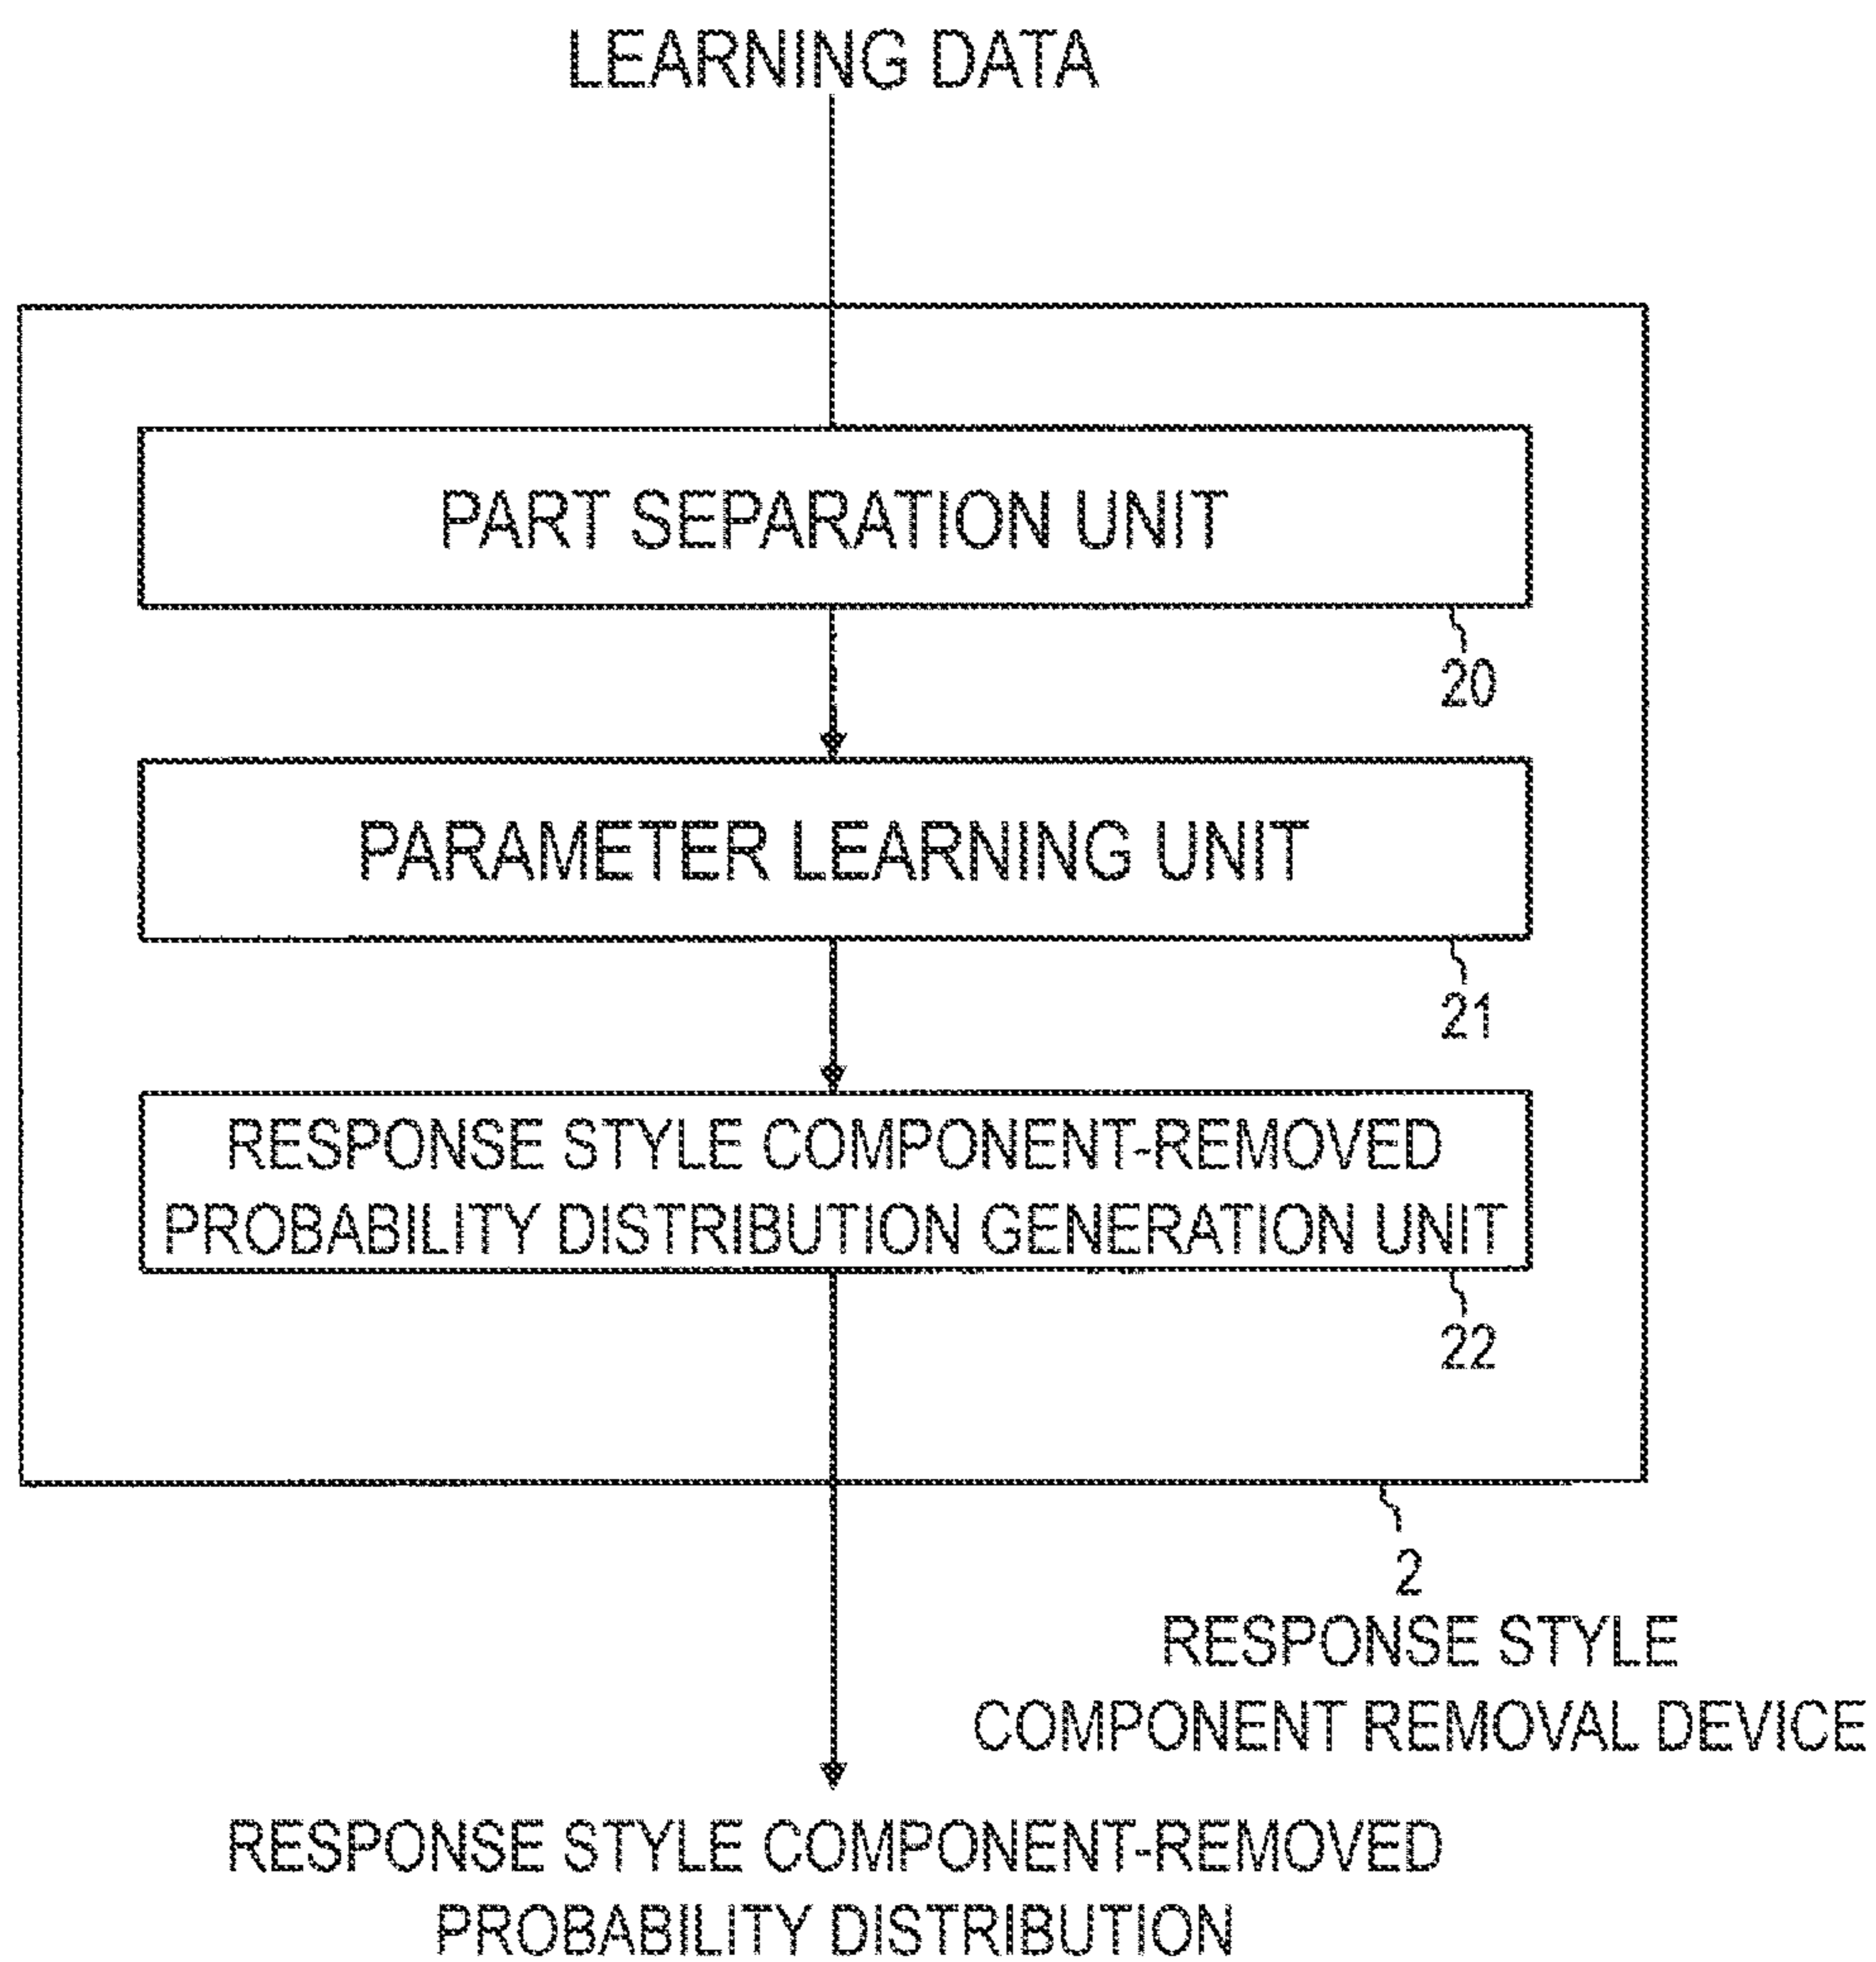 LEARNING DATA
PART SEPARATION UNIT
20
PARAMETER LEARNING UNIT
21
RESPONSE STYLE COMPONENT-REMOVED
PROBABILITY DISTRIBUTION GENERATION UNIT
22
2
RESPONSE STYLE
COMPONENT REMOVAL DEVICE
RESPONSE STYLE COMPONENT-REMOVED
PROBABILITY DISTRIBUTION